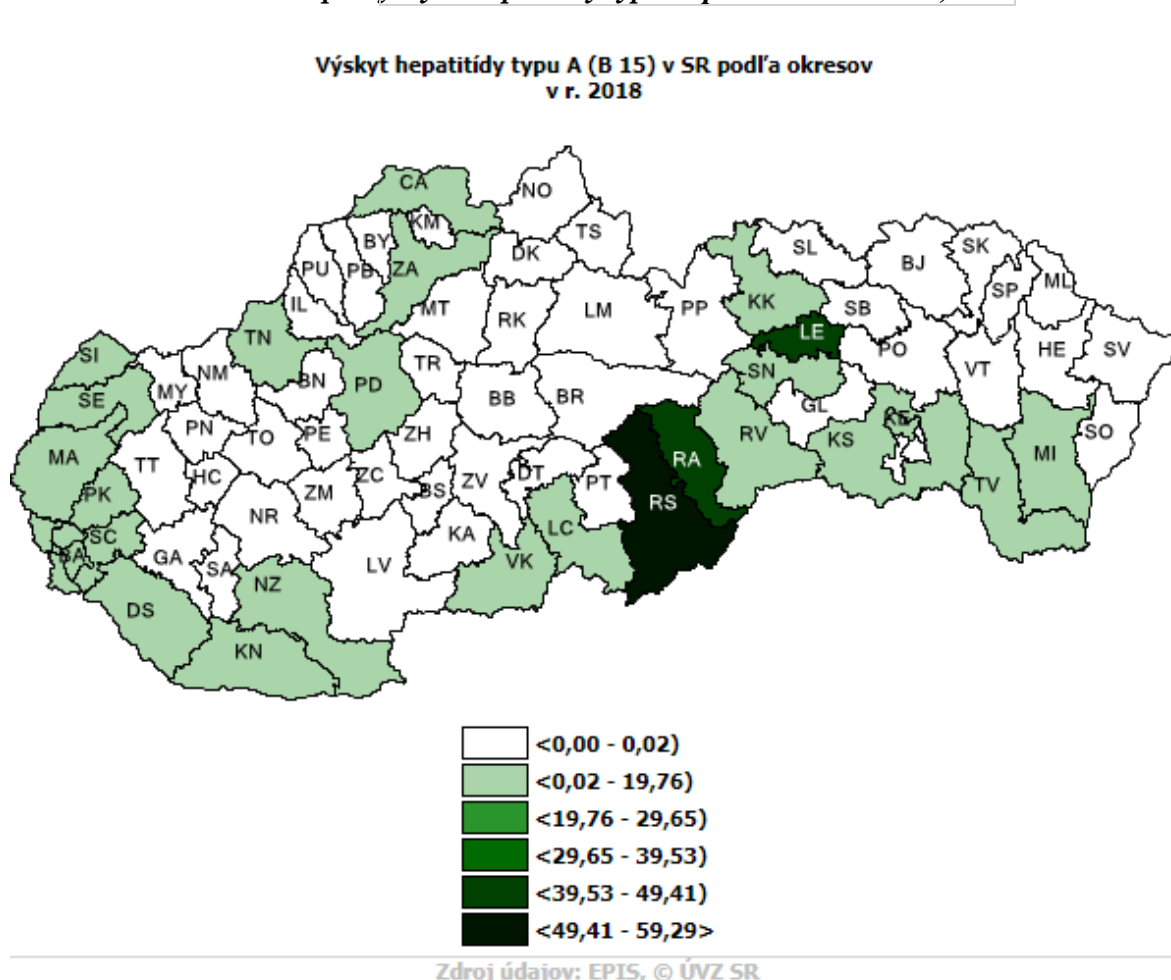 Výskyt hepatitídy typu A (B 15) v SR podľa okresov
v r. 2018
CA
NO
KM
TS
BY
DK
SL
SK
BJ
PU
PB
ZA
ML
SP
IL
MT
LM
PP
KK
SB
RK
TN
LE
PO
HE
SV
SI
TR
SN
VT
NM
BN
PD
MY
BB
BR
SE
GL
PN
TO
PE
ZH
RV
KS
KE
SO
MA
TT
HC
ZC
ZV
DT
PT
RA
MI
PK
ZM
BS
TV
RS
NR
LC
SC
KA
BA
GA
SA
LV
VK
NZ
DS
KN
<0,00 - 0,02)
<0,02 - 19,76)
<19,76 - 29,65)
<29,65 - 39,53)
<39,53 - 49,41)
<49,41 - 59,29>
Zdroj údajov: EPIS, © ÚVZ SR